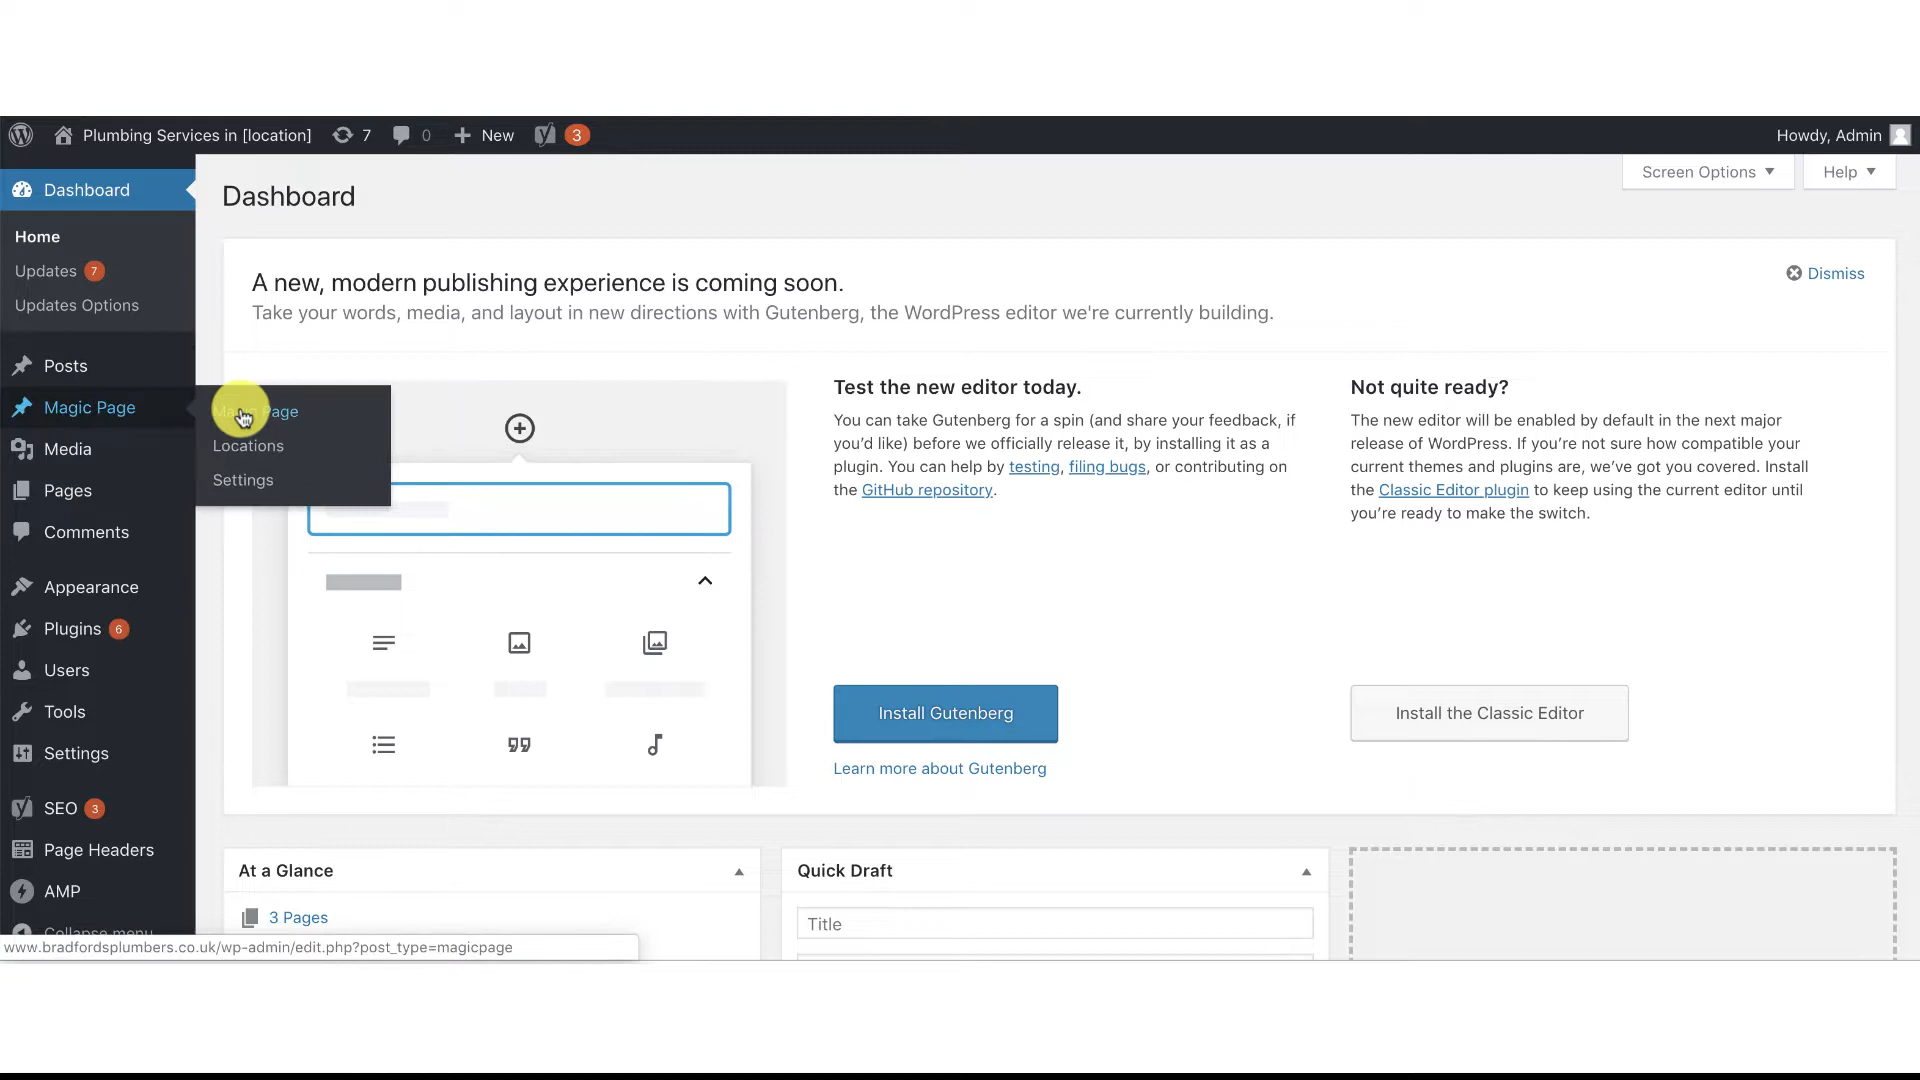 Plumbing Services in [location] 7 0 New 3 Howdy, Admin
Screen Options Help
Dashboard
Home
Updates 7
Updates Options
Posts
Magic Page
Media
Pages
Comments
Appearance
Plugins 6
Users
Tools
Settings
SEO 3
Page Headers
AMP
Collapse menu
Magic Page
Locations
Settings
Dashboard
A new, modern publishing experience is coming soon.
Dismiss
Take your words, media, and layout in new directions with Gutenberg, the WordPress editor we're currently building.
Test the new editor today.
You can take Gutenberg for a spin (and share your feedback, if
you'd like) before we officially release it, by installing it as a
plugin. You can help by testing, filing bugs, or contributing on
the GitHub repository.
Install Gutenberg
Learn more about Gutenberg
Not quite ready?
The new editor will be enabled by default in the next major
release of WordPress. If you're not sure how compatible your
current themes and plugins are, we've got you covered. Install
the Classic Editor plugin to keep using the current editor until
you're ready to make the switch.
Install the Classic Editor
At a Glance
3 Pages
Quick Draft
Title
www.bradfordsplumbers.co.uk/wp-admin/edit.php?post_type=magicpage